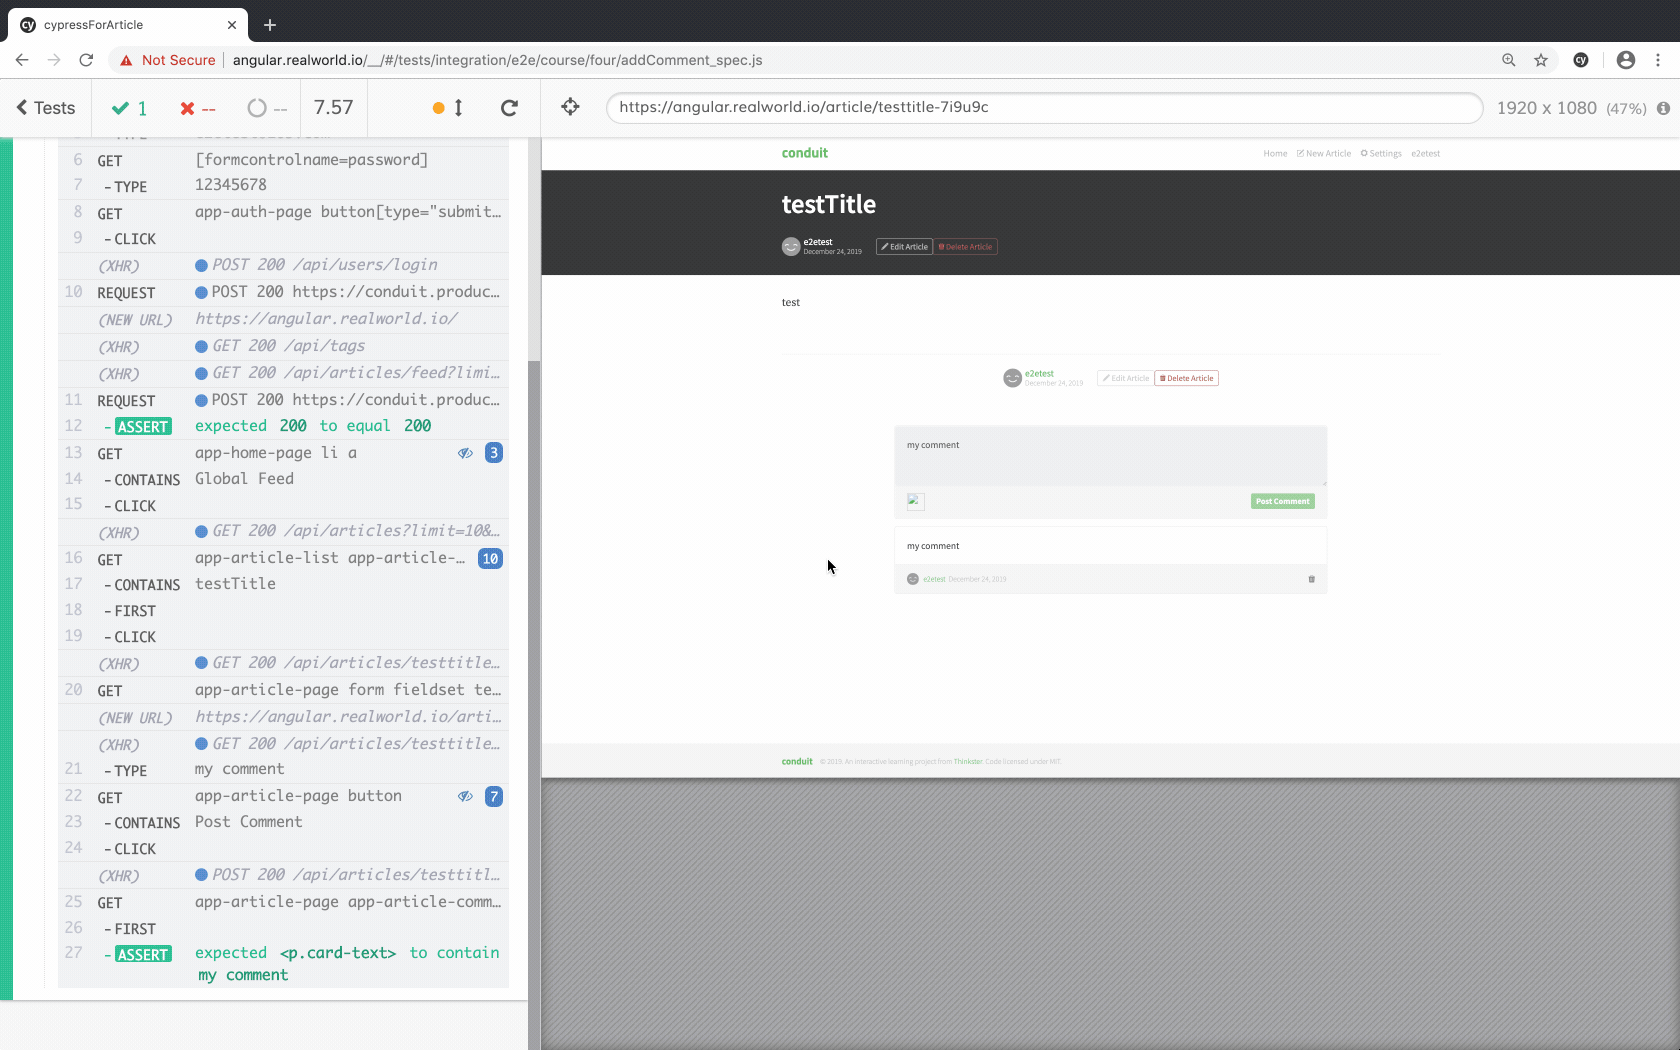 cypressForArticle
Not Secure
angular.realworld.io/__/#/tests/integration/e2e/course/four/addComment_spec.js
Tests
1
--
--
7.57
https://angular.realworld.io/article/testtitle-7i9u9c
1920 x 1080 (47%)
6 GET [formcontrolname=password]
7 -TYPE 12345678
8 GET app-auth-page button[type="submit…
9 -CLICK
(XHR) POST 200 /api/users/login
10 REQUEST POST 200 https://conduit.produc…
(NEW URL) https://angular.realworld.io/
(XHR) GET 200 /api/tags
(XHR) GET 200 /api/articles/feed?limi…
11 REQUEST POST 200 https://conduit.produc…
12 -ASSERT expected 200 to equal 200
13 GET app-home-page li a 3
14 -CONTAINS Global Feed
15 -CLICK
(XHR) GET 200 /api/articles?limit=10&…
16 GET app-article-list app-article-… 10
17 -CONTAINS testTitle
18 -FIRST
19 -CLICK
(XHR) GET 200 /api/articles/testtitle…
20 GET app-article-page form fieldset te…
(NEW URL) https://angular.realworld.io/arti…
(XHR) GET 200 /api/articles/testtitle…
21 -TYPE my comment
22 GET app-article-page button 7
23 -CONTAINS Post Comment
24 -CLICK
(XHR) POST 200 /api/articles/testtitl…
25 GET app-article-page app-article-comm…
26 -FIRST
27 -ASSERT expected <p.card-text> to contain
my comment
conduit
Home New Article Settings e2etest
testTitle
e2etest
December 24, 2019
Edit Article Delete Article
test
e2etest
December 24, 2019
Edit Article Delete Article
my comment
Post Comment
my comment
e2etest December 24, 2019
conduit © 2019. An interactive learning project from Thinkster. Code licensed under MIT.